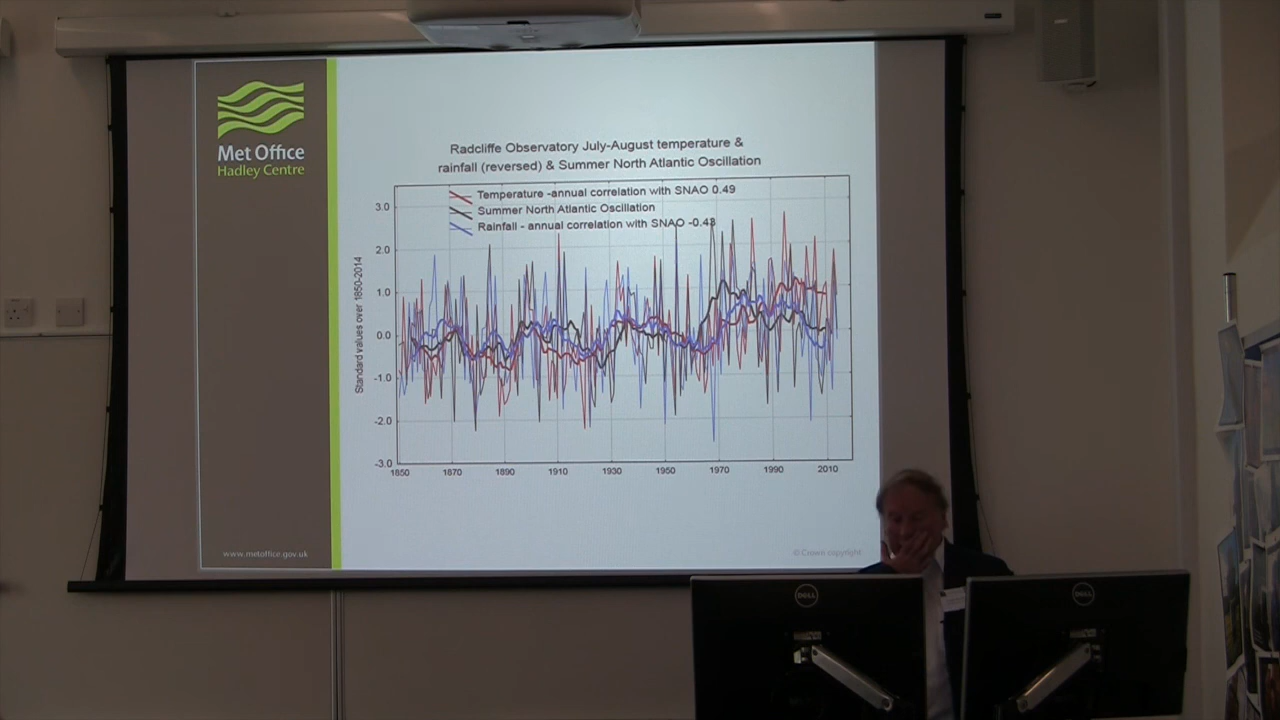 Met Office
Hadley Centre
Radcliffe Observatory July-August temperature &
rainfall (reversed) & Summer North Atlantic Oscillation
Temperature -annual correlation with SNAO 0.49
Summer North Atlantic Oscillation
Rainfall - annual correlation with SNAO -0.43
Standard values over 1850-2014
3.0
2.0
1.0
0.0
-1.0
-2.0
-3.0
1850 1870 1890 1910 1930 1950 1970 1990 2010
www.metoffice.gov.uk
© Crown copyright
DELL
DELL